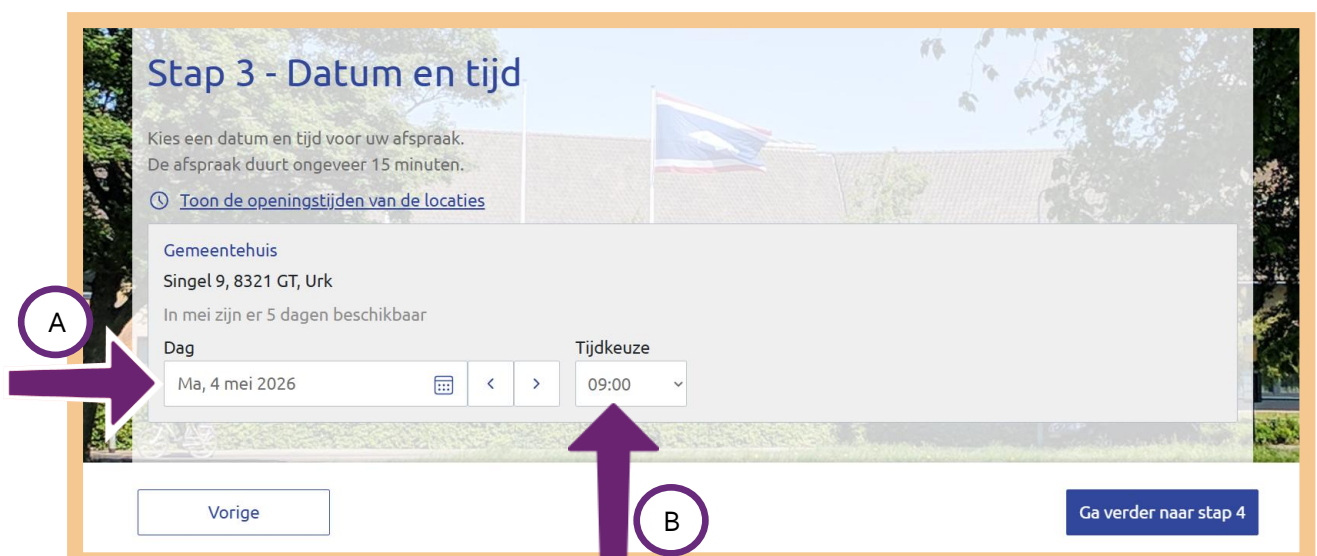 Stap 3 - Datum en tijd
Kies een datum en tijd voor uw afspraak.
De afspraak duurt ongeveer 15 minuten.
Toon de openingstijden van de locaties
Gemeentehuis
Singel 9, 8321 GT, Urk
In mei zijn er 5 dagen beschikbaar
A
Dag
Tijdkeuze
Ma, 4 mei 2026
09:00
Vorige
B
Ga verder naar stap 4